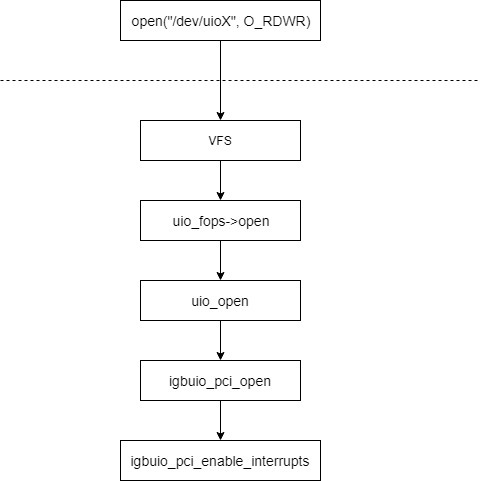 open("/dev/uioX", O_RDWR)
VFS
uio_fops->open
uio_open
igbuio_pci_open
igbuio_pci_enable_interrupts